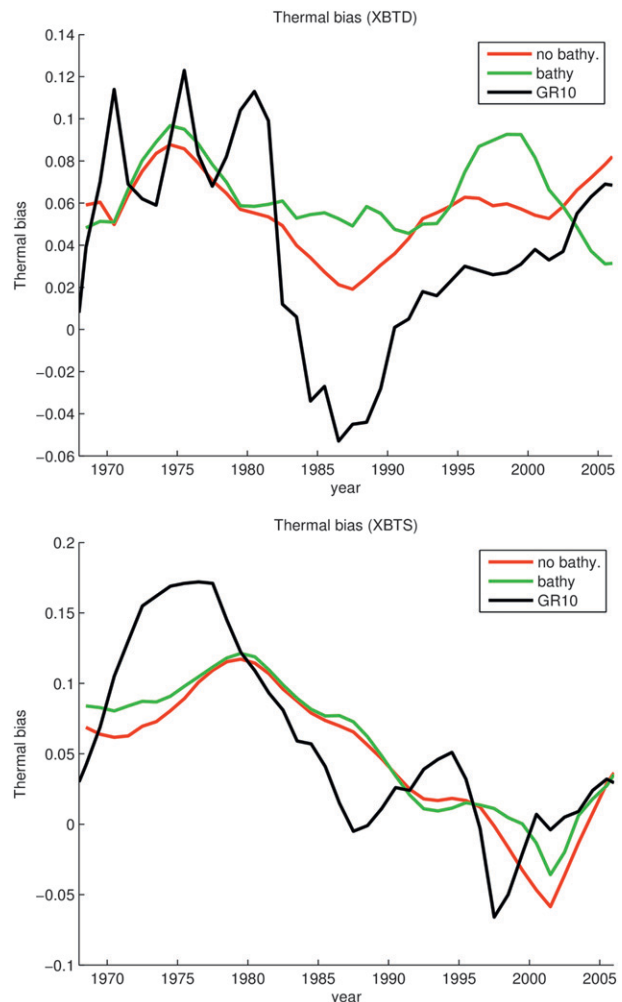 Thermal bias (XBTD)
0.14
0.12
0.1
0.08
0.06
0.04
0.02
0
−0.02
−0.04
−0.06
Thermal bias
no bathy.
bathy
GR10
1970 1975 1980 1985 1990 1995 2000 2005
year
Thermal bias (XBTS)
0.2
0.15
0.1
0.05
0
−0.05
−0.1
Thermal bias
no bathy.
bathy
GR10
1970 1975 1980 1985 1990 1995 2000 2005
year